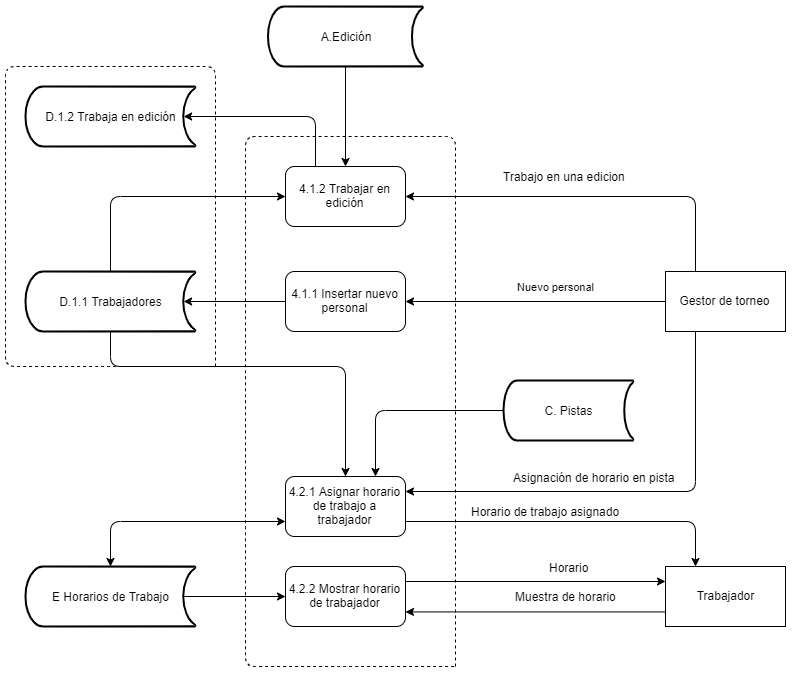 A.Edición
D.1.2 Trabaja en edición
4.1.2 Trabajar en
edición
Trabajo en una edicion
D.1.1 Trabajadores
4.1.1 Insertar nuevo
personal
Nuevo personal
Gestor de torneo
C. Pistas
4.2.1 Asignar horario
de trabajo a
trabajador
Asignación de horario en pista
Horario de trabajo asignado
E Horarios de Trabajo
4.2.2 Mostrar horario
de trabajador
Horario
Muestra de horario
Trabajador